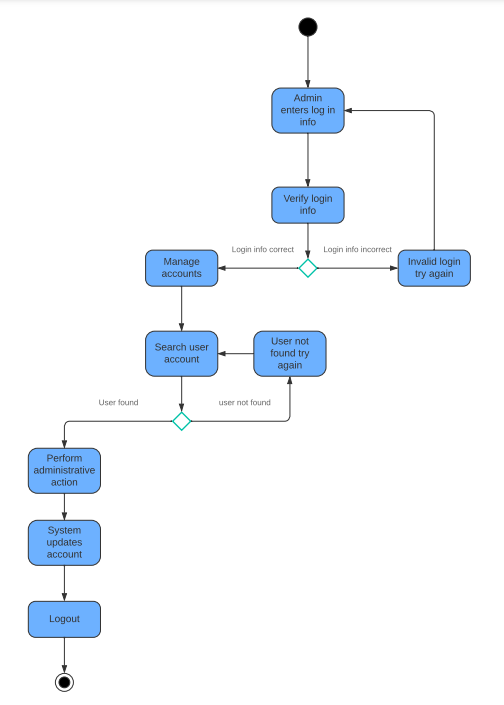 Admin
enters log in
info
Verify login
info
Login info correct
Login info incorrect
Manage
accounts
Invalid login
try again
Search user
account
User not
found try
again
User found
user not found
Perform
administrative
action
System
updates
account
Logout